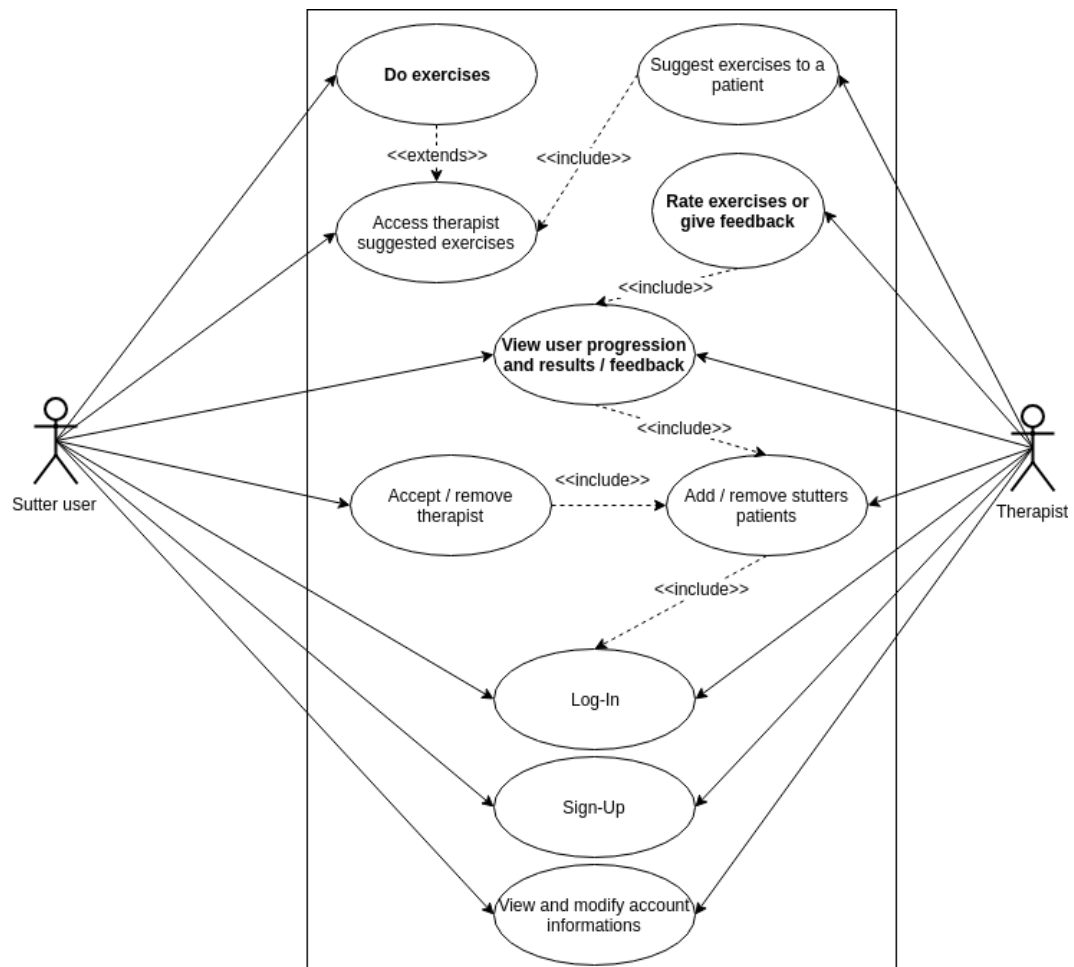 Do exercises
Suggest exercises to a
patient
<<extends>>
<<include>>
Access therapist
suggested exercises
Rate exercises or
give feedback
<<include>>
View user progression
and results / feedback
<<include>>
Sutter user
Accept / remove
therapist
<<include>>
Add / remove stutters
patients
Therapist
<<include>>
Log-In
Sign-Up
View and modify account
informations